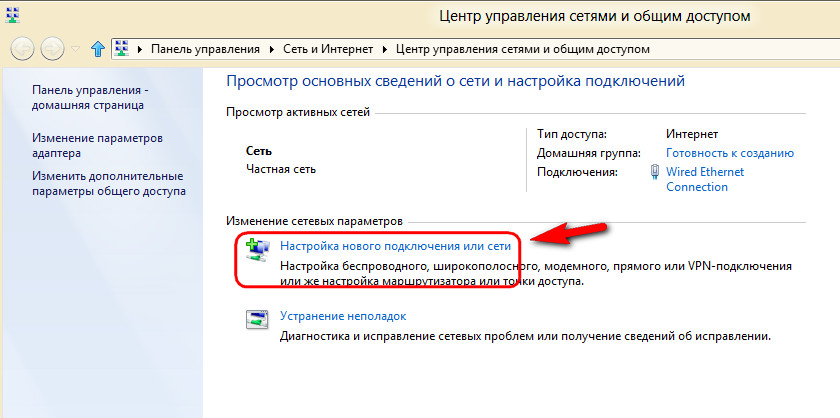 Центр управления сетями и общим доступом
Панель управления
Сеть и Интернет
Центр управления сетями и общим доступом
Панель управления -
домашняя страница
Изменение параметров
адаптера
Изменить дополнительные
параметры общего доступа
Просмотр основных сведений о сети и настройка подключений
Просмотр активных сетей
Сеть
Частная сеть
Тип доступа: Интернет
Домашняя группа: Готовность к созданию
Подключения: Wired Ethernet
Connection
Изменение сетевых параметров
Настройка нового подключения или сети
Настройка беспроводного, широкополосного, модемного, прямого или VPN-подключения
или же настройка маршрутизатора или точки доступа.
Устранение неполадок
Диагностика и исправление сетевых проблем или получение сведений об исправлении.